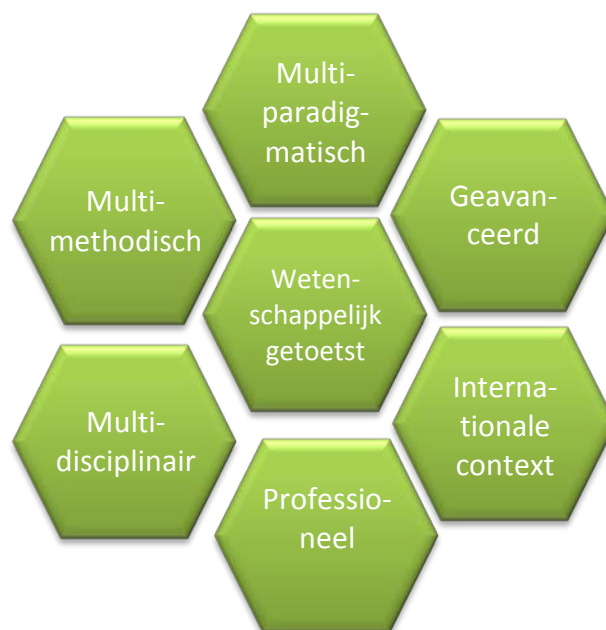 Multi-
paradig-
matisch
Multi-
methodisch
Geavan-
ceerd
Weten-
schappelijk
getoetst
Multi-
disciplinair
Interna-
tionale
context
Professio-
neel